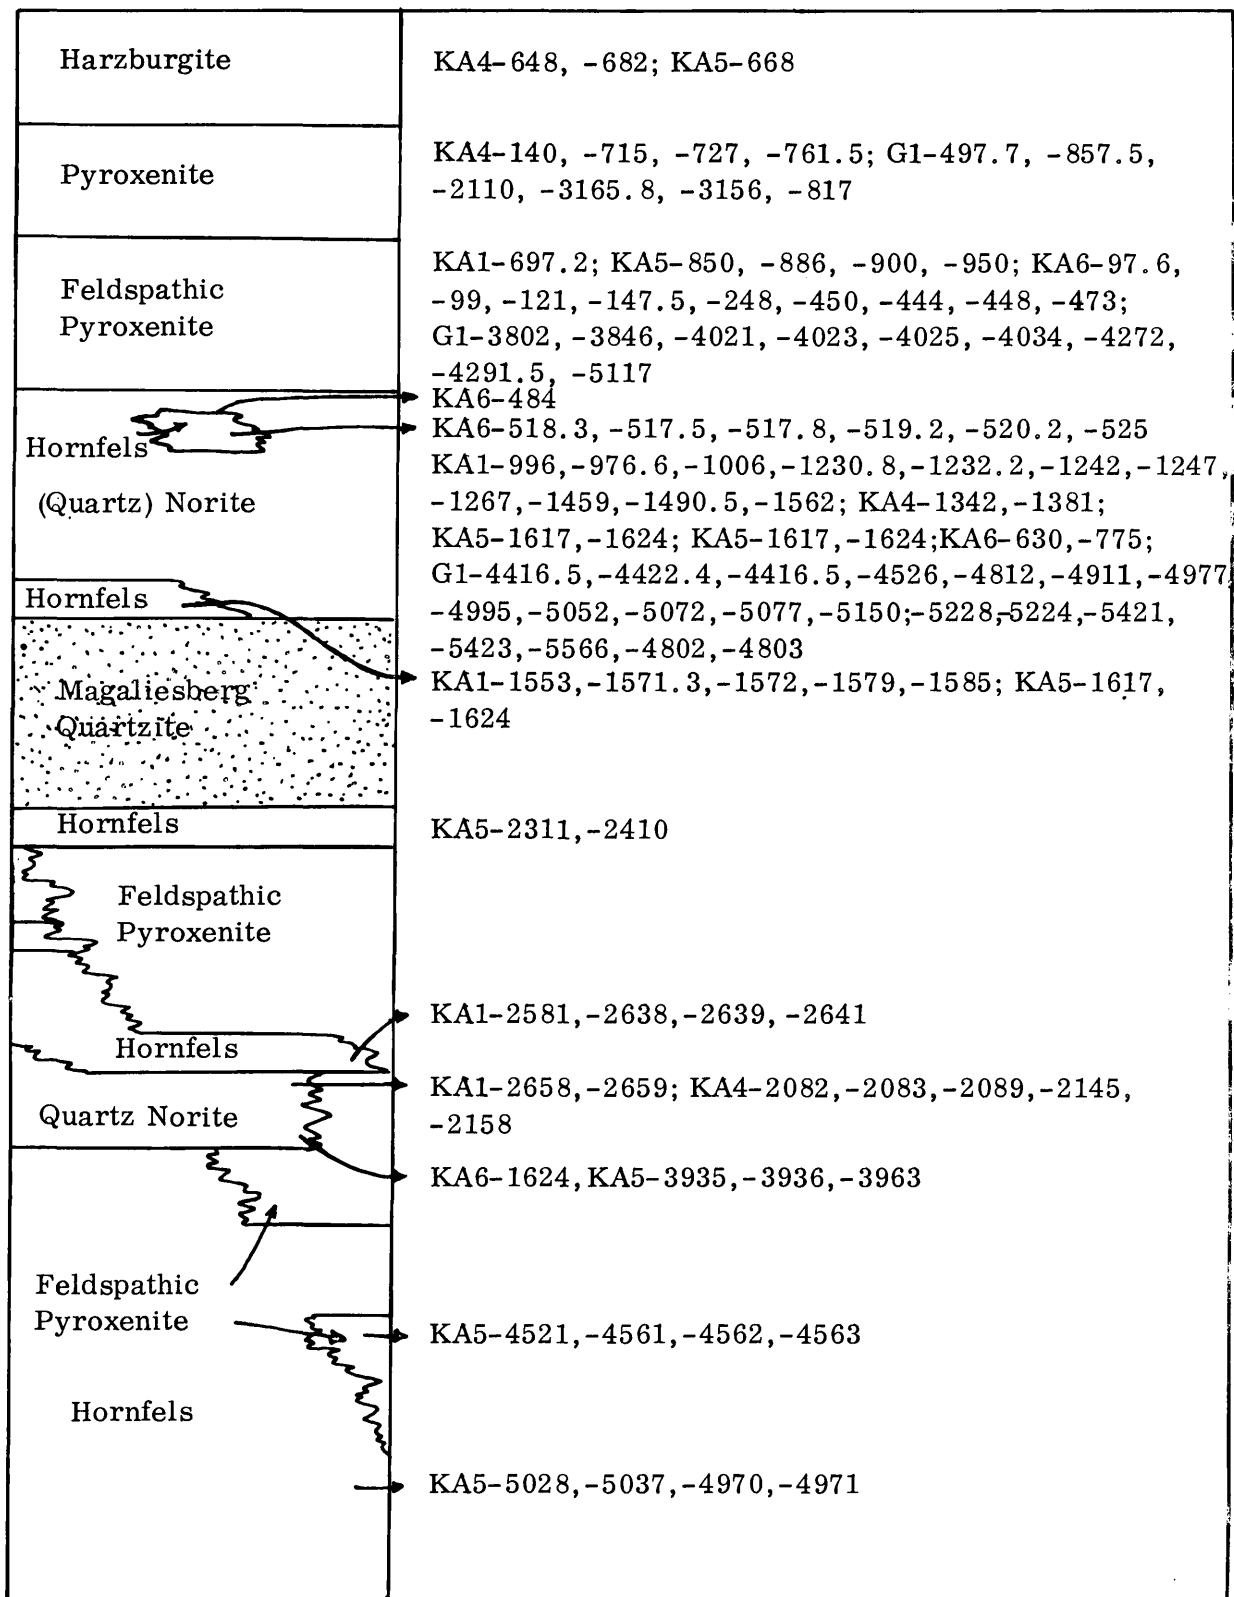 Harzburgite
KA4-648, -682; KA5-668
Pyroxenite
KA4-140, -715, -727, -761.5; G1-497.7, -857.5,
-2110, -3165.8, -3156, -817
Feldspathic
Pyroxenite
KA1-697.2; KA5-850, -886, -900, -950; KA6-97.6,
-99, -121, -147.5, -248, -450, -444, -448, -473;
G1-3802, -3846, -4021, -4023, -4025, -4034, -4272,
-4291.5, -5117
KA6-484
Hornfels
KA6-518.3, -517.5, -517.8, -519.2, -520.2, -525
(Quartz) Norite
KA1-996,-976.6,-1006,-1230.8,-1232.2,-1242,-1247,
-1267,-1459,-1490.5,-1562; KA4-1342,-1381;
KA5-1617,-1624; KA5-1617,-1624;KA6-630,-775;
G1-4416.5,-4422.4,-4416.5,-4526,-4812,-4911,-4977
-4995,-5052,-5072,-5077,-5150;-5228,-5224,-5421,
-5423,-5566,-4802,-4803
Hornfels
KA1-1553,-1571.3,-1572,-1579,-1585; KA5-1617,
-1624
Magaliesberg
Quartzite
Hornfels
KA5-2311,-2410
Feldspathic
Pyroxenite
KA1-2581,-2638,-2639,-2641
Hornfels
KA1-2658,-2659; KA4-2082,-2083,-2089,-2145,
-2158
Quartz Norite
KA6-1624,KA5-3935,-3936,-3963
Feldspathic
Pyroxenite
KA5-4521,-4561,-4562,-4563
Hornfels
KA5-5028,-5037,-4970,-4971